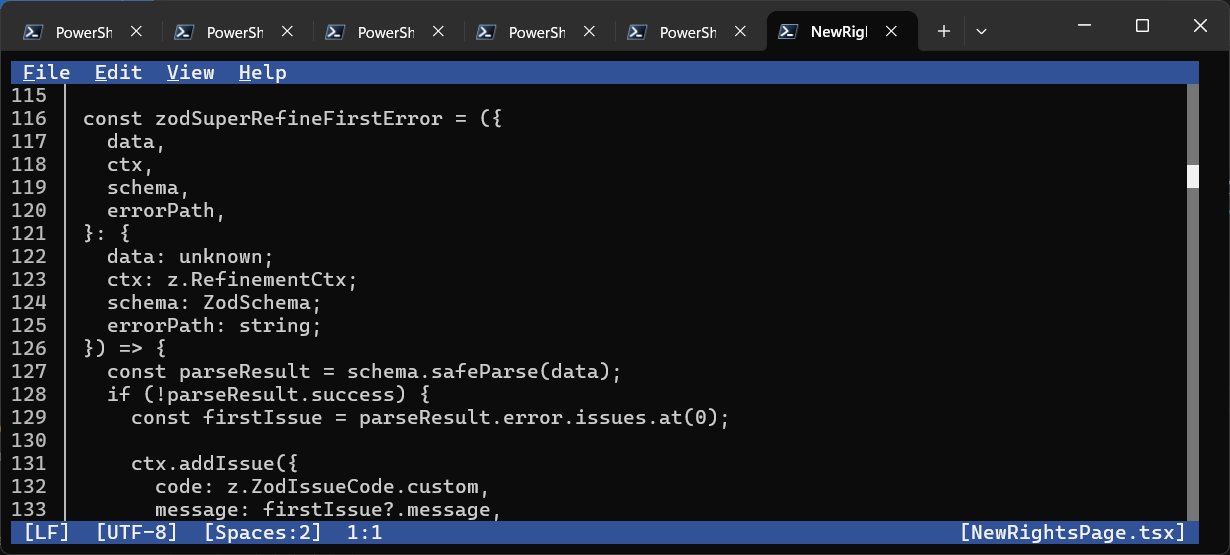 PowerSh PowerSh PowerSh PowerSh PowerSh NewRigl
File Edit View Help
115
116 const zodSuperRefineFirstError = ({
117 data,
118 ctx,
119 schema,
120 errorPath,
121 }: {
122 data: unknown;
123 ctx: z.RefinementCtx;
124 schema: ZodSchema;
125 errorPath: string;
126 }) => {
127 const parseResult = schema.safeParse(data);
128 if (!parseResult.success) {
129 const firstIssue = parseResult.error.issues.at(0);
130
131 ctx.addIssue({
132 code: z.ZodIssueCode.custom,
133 message: firstIssue?.message,
[LF] [UTF-8] [Spaces:2] 1:1 [NewRightsPage.tsx]